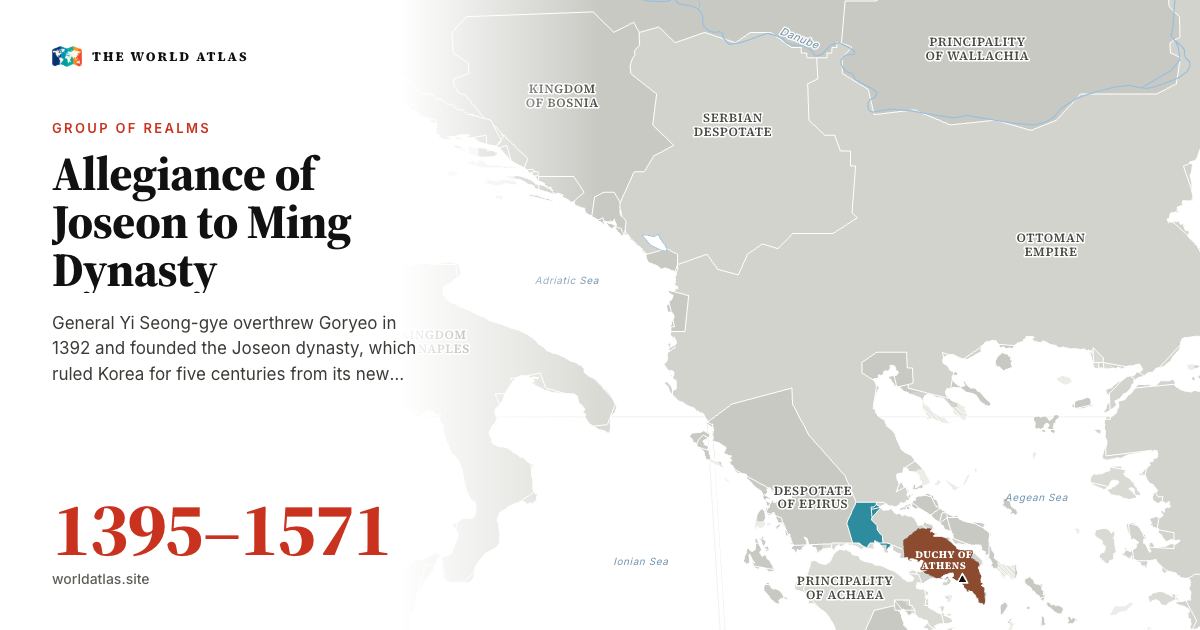 THE WORLD ATLAS
GROUP OF REALMS
Allegiance of
Joseon to Ming
Dynasty
General Yi Seong-gye overthrew Goryeo in
1392 and founded the Joseon dynasty, which
ruled Korea for five centuries from its new...
1395–1571
worldatlas.site
Danube
PRINCIPALITY
OF WALLACHIA
KINGDOM
OF BOSNIA
SERBIAN
DESPOTATE
OTTOMAN
EMPIRE
Adriatic Sea
INGDOM
NAPLES
DESPOTATE
OF EPIRUS
Aegean Sea
Ionian Sea
DUCHY OF
ATHENS
PRINCIPALITY
OF ACHAEA